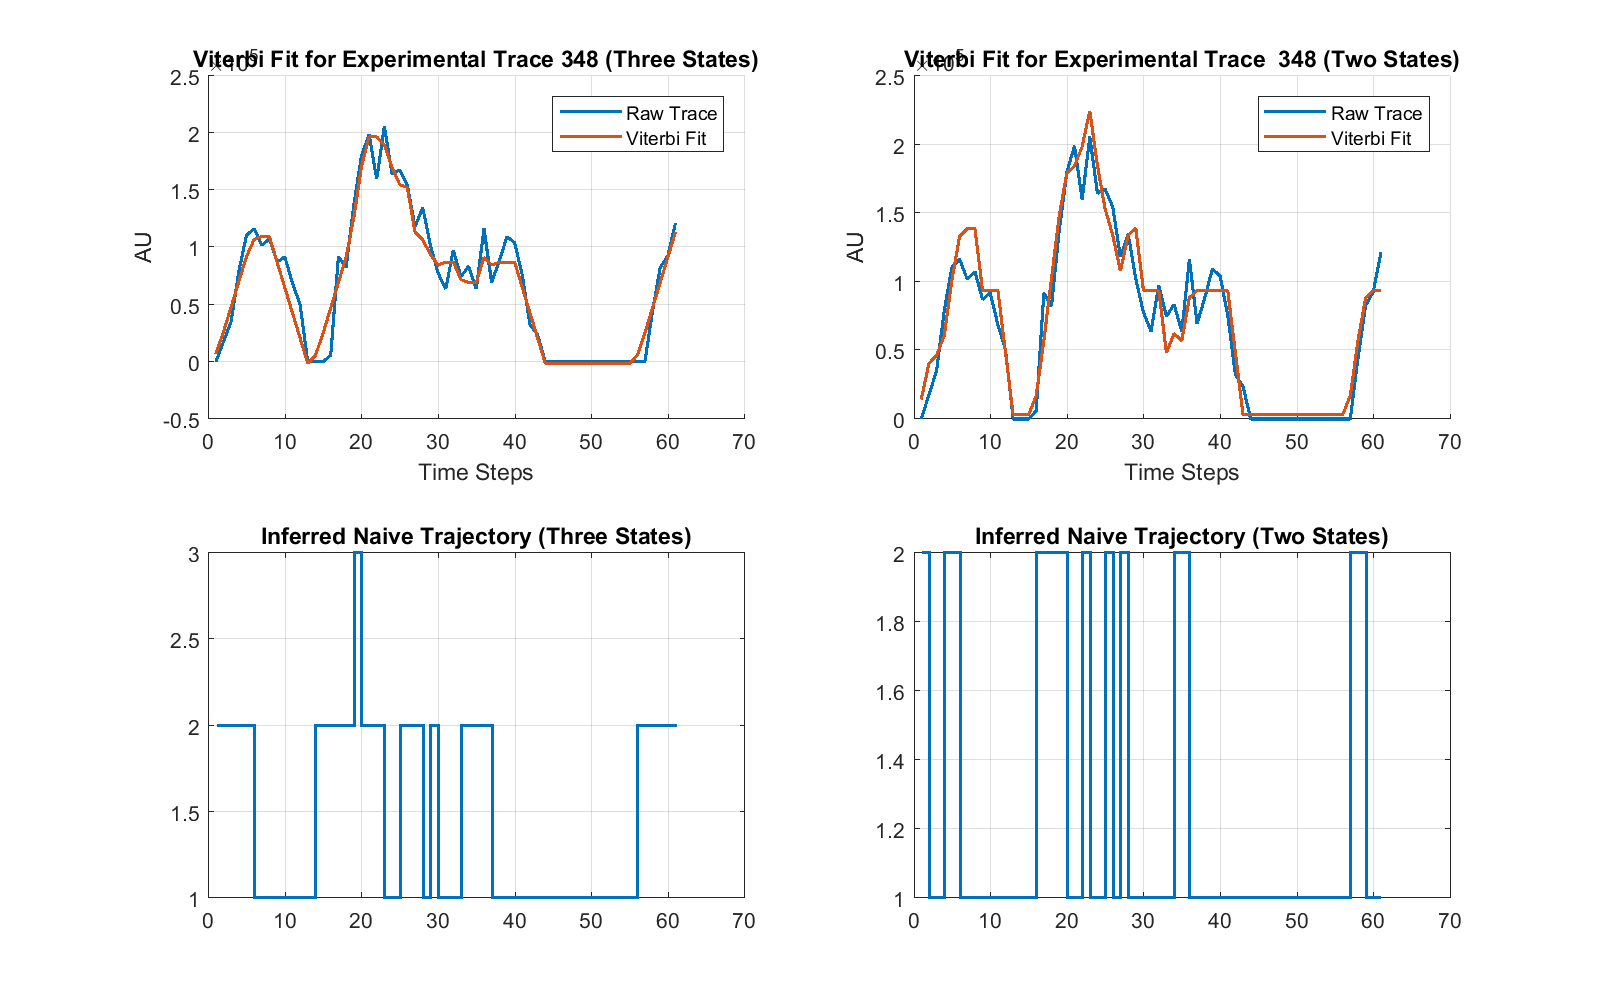 Viterbi Fit for Experimental Trace 348 (Three States)
2.5
2
1.5
1
0.5
0
-0.5
AU
0 10 20 30 40 50 60 70
Time Steps
Raw Trace
Viterbi Fit
Viterbi Fit for Experimental Trace  348 (Two States)
2.5
2
1.5
1
0.5
0
AU
0 10 20 30 40 50 60 70
Time Steps
Raw Trace
Viterbi Fit
Inferred Naive Trajectory (Three States)
3
2.5
2
1.5
1
0 10 20 30 40 50 60 70
Inferred Naive Trajectory (Two States)
2
1.8
1.6
1.4
1.2
1
0 10 20 30 40 50 60 70